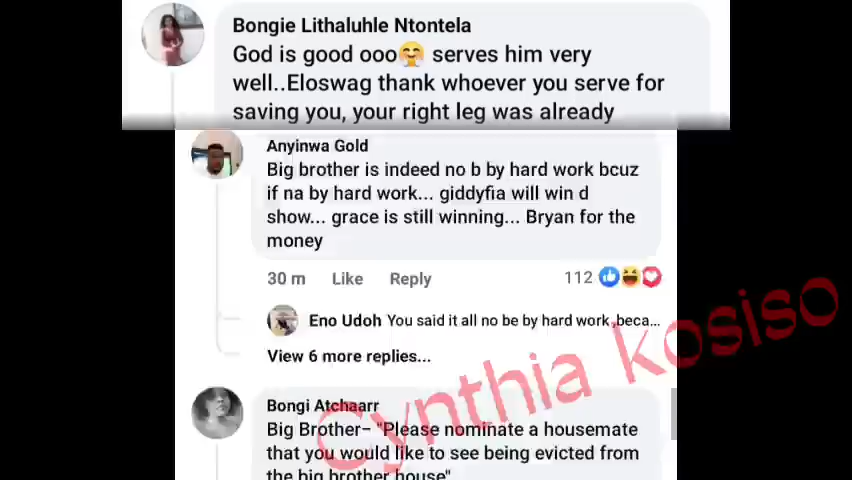 Bongie Lithaluhle Ntontela
God is good ooo🤗 serves him very
well..Eloswag thank whoever you serve for
saving you, your right leg was already
Anyinwa Gold
Big brother is indeed no b by hard work bcuz
if na by hard work... giddyfia will win d
show... grace is still winning... Bryan for the
money
30 m Like Reply 112
Eno Udoh You said it all no be by hard work,beca...
View 6 more replies...
Bongi Atchaarr
Big Brother– "Please nominate a housemate
that you would like to see being evicted from
the big brother house"
Cynthia kosiso